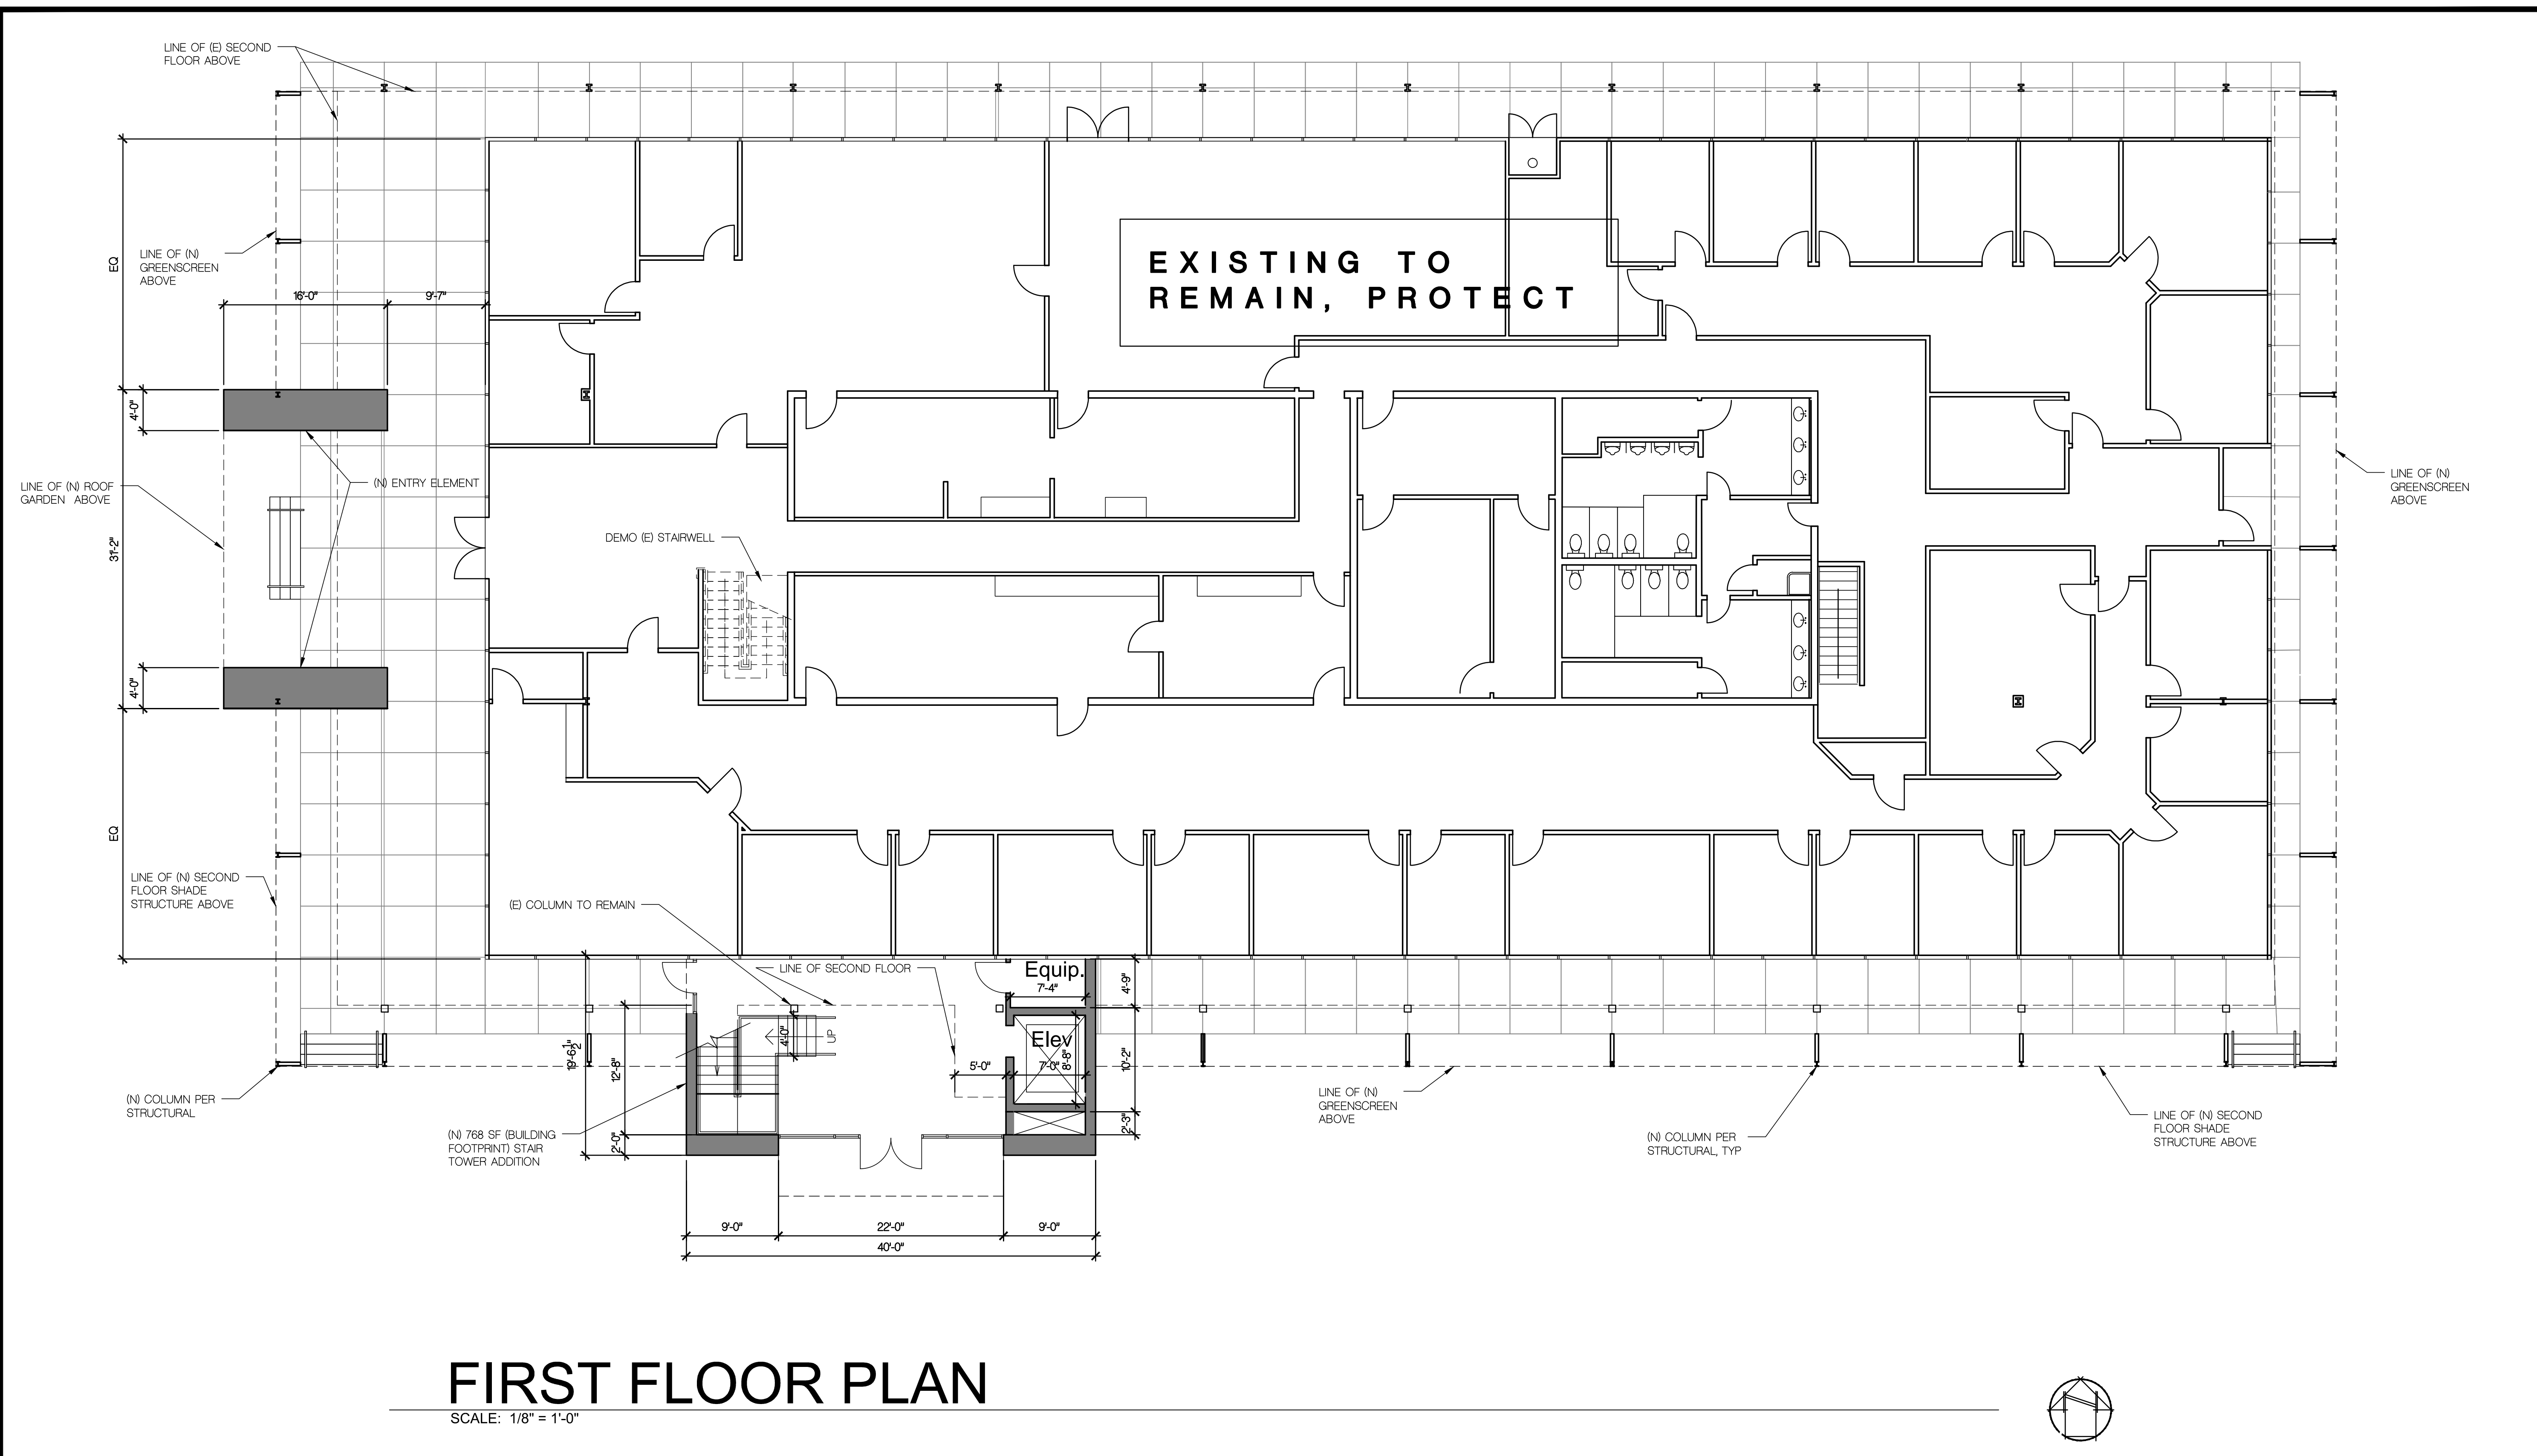 LINE OF (E) SECOND
FLOOR ABOVE
LINE OF (N)
GREENSCREEN
ABOVE
EQ
16'-0"
9'-7"
EXISTING TO
REMAIN, PROTECT
4'-0"
LINE OF (N) ROOF
GARDEN ABOVE
(N) ENTRY ELEMENT
LINE OF (N)
GREENSCREEN
ABOVE
31'-2"
DEMO (E) STAIRWELL
4'-0"
EQ
LINE OF (N) SECOND
FLOOR SHADE
STRUCTURE ABOVE
(E) COLUMN TO REMAIN
LINE OF SECOND FLOOR
Equip.
7'-4"
4'-9"
19'-6 1/2"
12'-8"
4'-0"
UP
Elev
5'-0"
7'-0"
8'-8"
10'-2"
(N) COLUMN PER
STRUCTURAL
LINE OF (N)
GREENSCREEN
ABOVE
2'-3"
2'-0"
(N) 768 SF (BUILDING
FOOTPRINT) STAIR
TOWER ADDITION
(N) COLUMN PER
STRUCTURAL, TYP
LINE OF (N) SECOND
FLOOR SHADE
STRUCTURE ABOVE
9'-0"
22'-0"
9'-0"
40'-0"
FIRST FLOOR PLAN
SCALE: 1/8" = 1'-0"